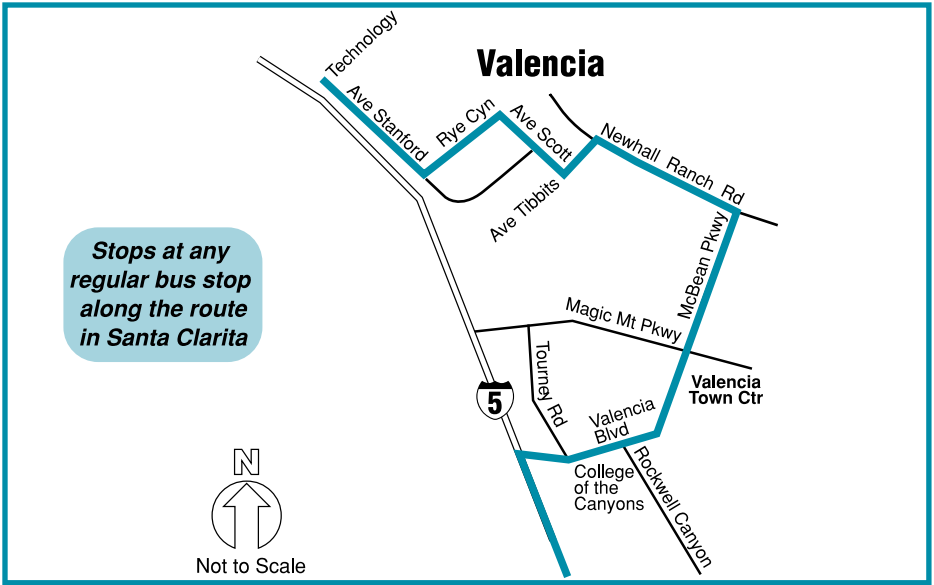 Technology
Valencia
Ave Stanford
Rye Cyn
Ave Scott
Ave Tibbits
Newhall Ranch Rd
McBean Pkwy
Stops at any
regular bus stop
along the route
in Santa Clarita
Magic Mt Pkwy
Tourney Rd
Valencia
Town Ctr
5
Valencia
Blvd
College
of the
Canyons
Rockwell Canyon
N
Not to Scale